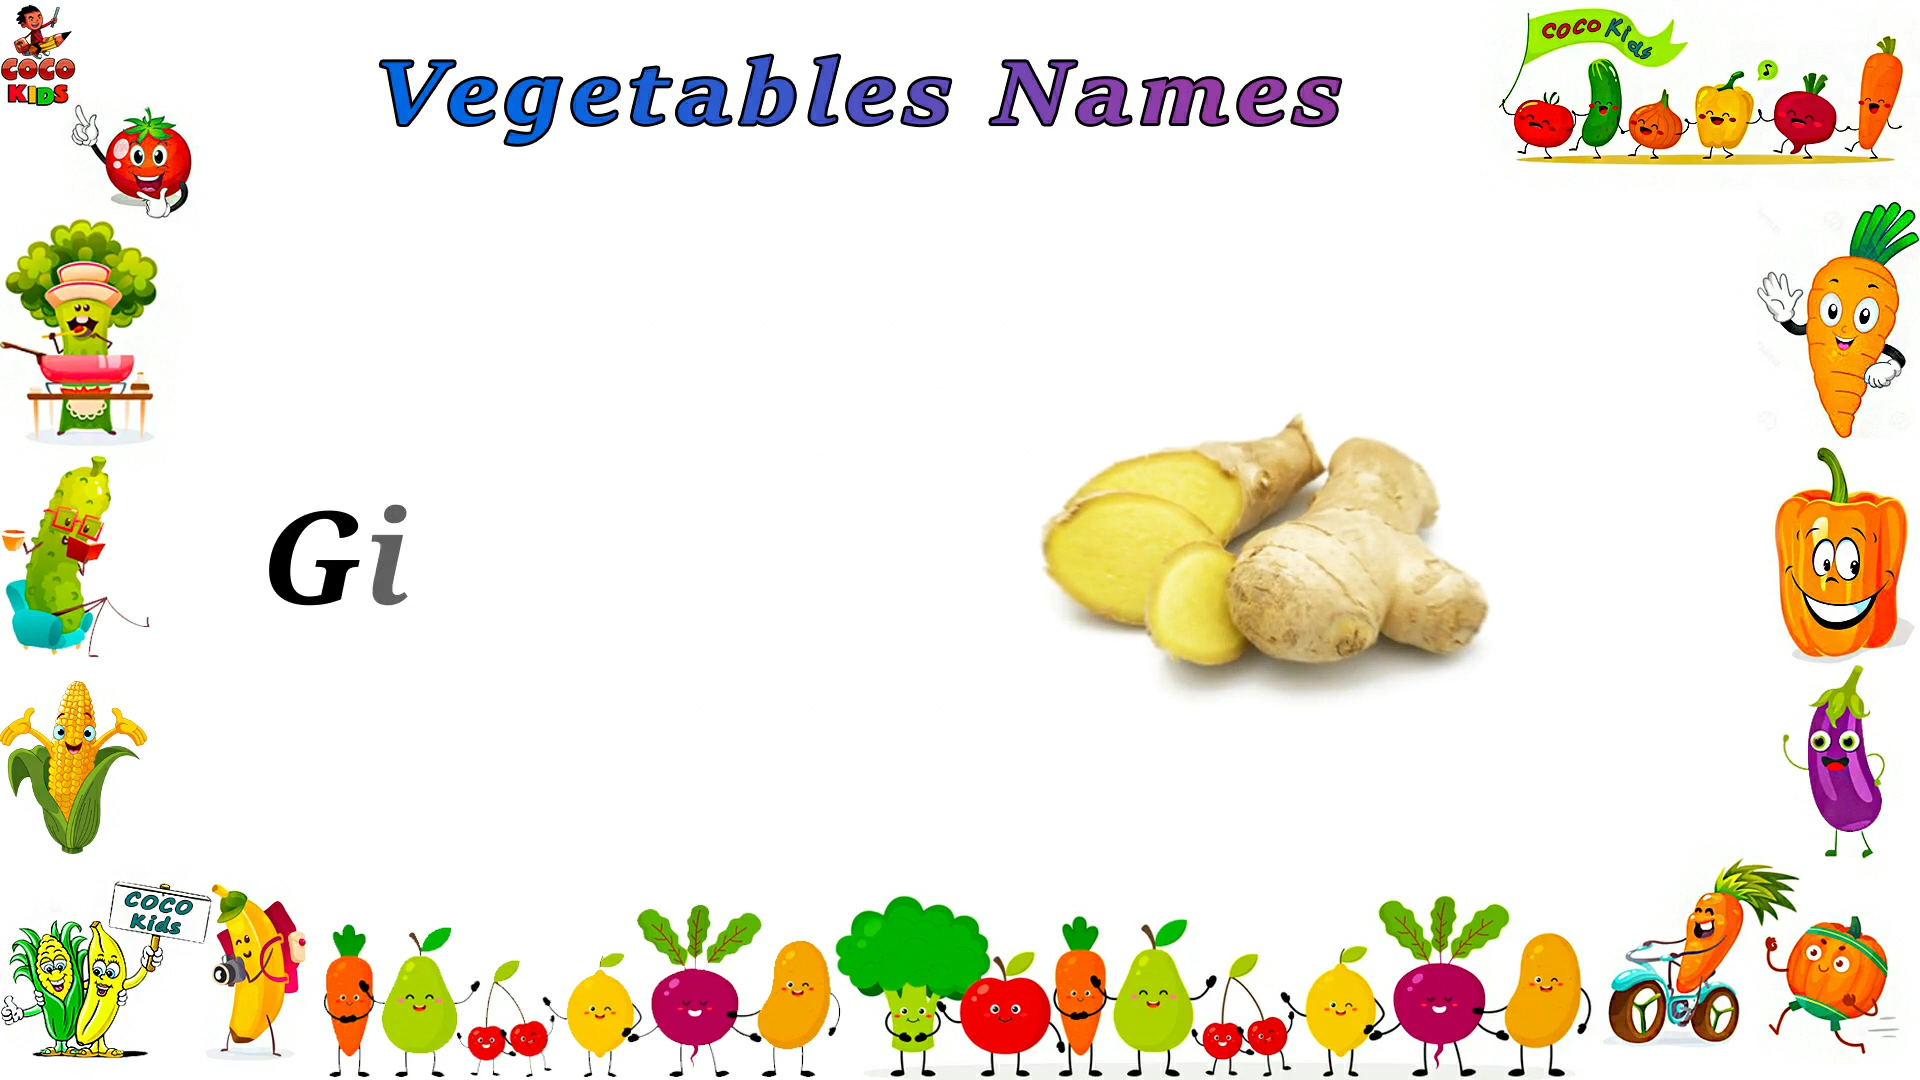 COCO
KIDS
Vegetables Names
COCO Kids
Gi
COCO
Kids